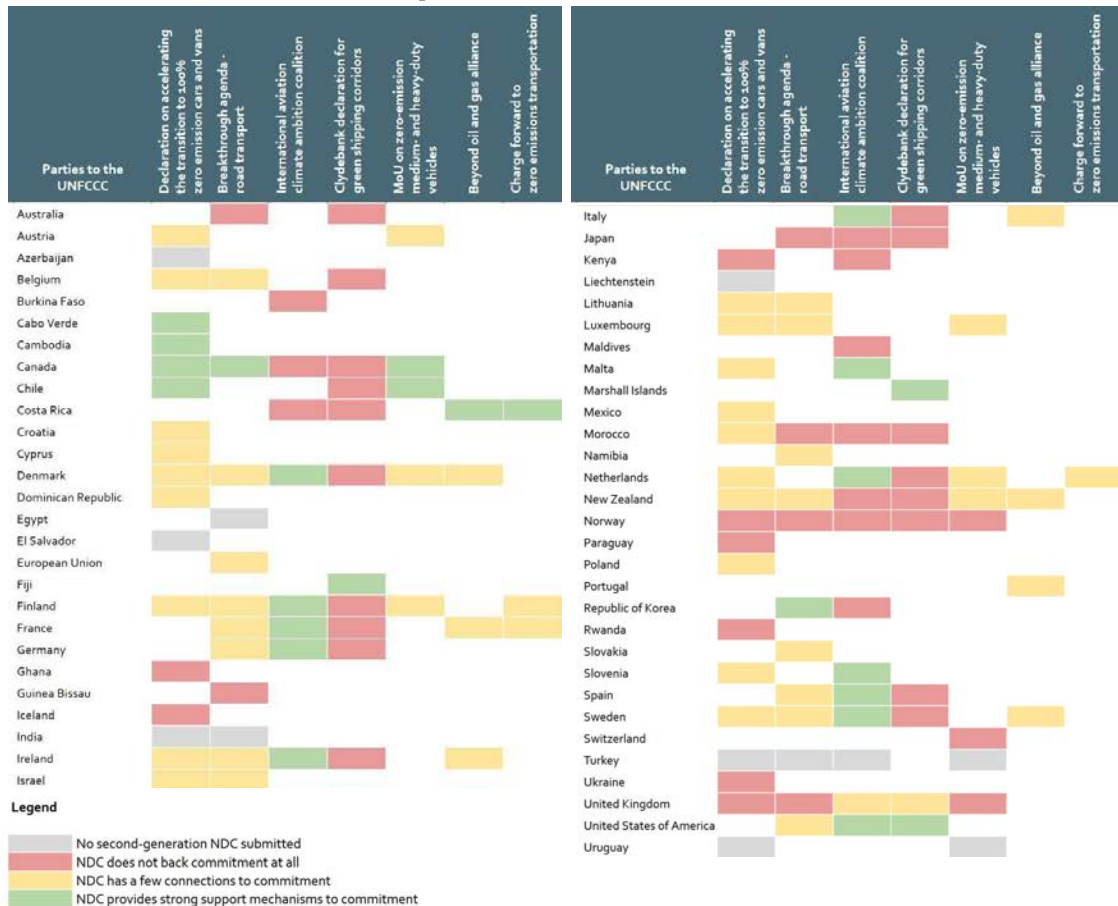 Parties to the
UNFCCC
Declaration on accelerating
the transition to 100%
zero emission cars and vans
Breakthrough agenda -
road transport
International aviation
climate ambition coalition
Clydebank declaration for
green shipping corridors
MoU on zero-emission
medium- and heavy-duty
vehicles
Beyond oil and gas alliance
Charge forward to
zero emissions transportation
Australia
Austria
Azerbaijan
Belgium
Burkina Faso
Cabo Verde
Cambodia
Canada
Chile
Costa Rica
Croatia
Cyprus
Denmark
Dominican Republic
Egypt
El Salvador
European Union
Fiji
Finland
France
Germany
Ghana
Guinea Bissau
Iceland
India
Ireland
Israel
Legend
No second-generation NDC submitted
NDC does not back commitment at all
NDC has a few connections to commitment
NDC provides strong support mechanisms to commitment
Parties to the
UNFCCC
Declaration on accelerating
the transition to 100%
zero emission cars and vans
Breakthrough agenda -
road transport
International aviation
climate ambition coalition
Clydebank declaration for
green shipping corridors
MoU on zero-emission
medium- and heavy-duty
vehicles
Beyond oil and gas alliance
Charge forward to
zero emissions transportation
Italy
Japan
Kenya
Liechtenstein
Lithuania
Luxembourg
Maldives
Malta
Marshall Islands
Mexico
Morocco
Namibia
Netherlands
New Zealand
Norway
Paraguay
Poland
Portugal
Republic of Korea
Rwanda
Slovakia
Slovenia
Spain
Sweden
Switzerland
Turkey
Ukraine
United Kingdom
United States of America
Uruguay